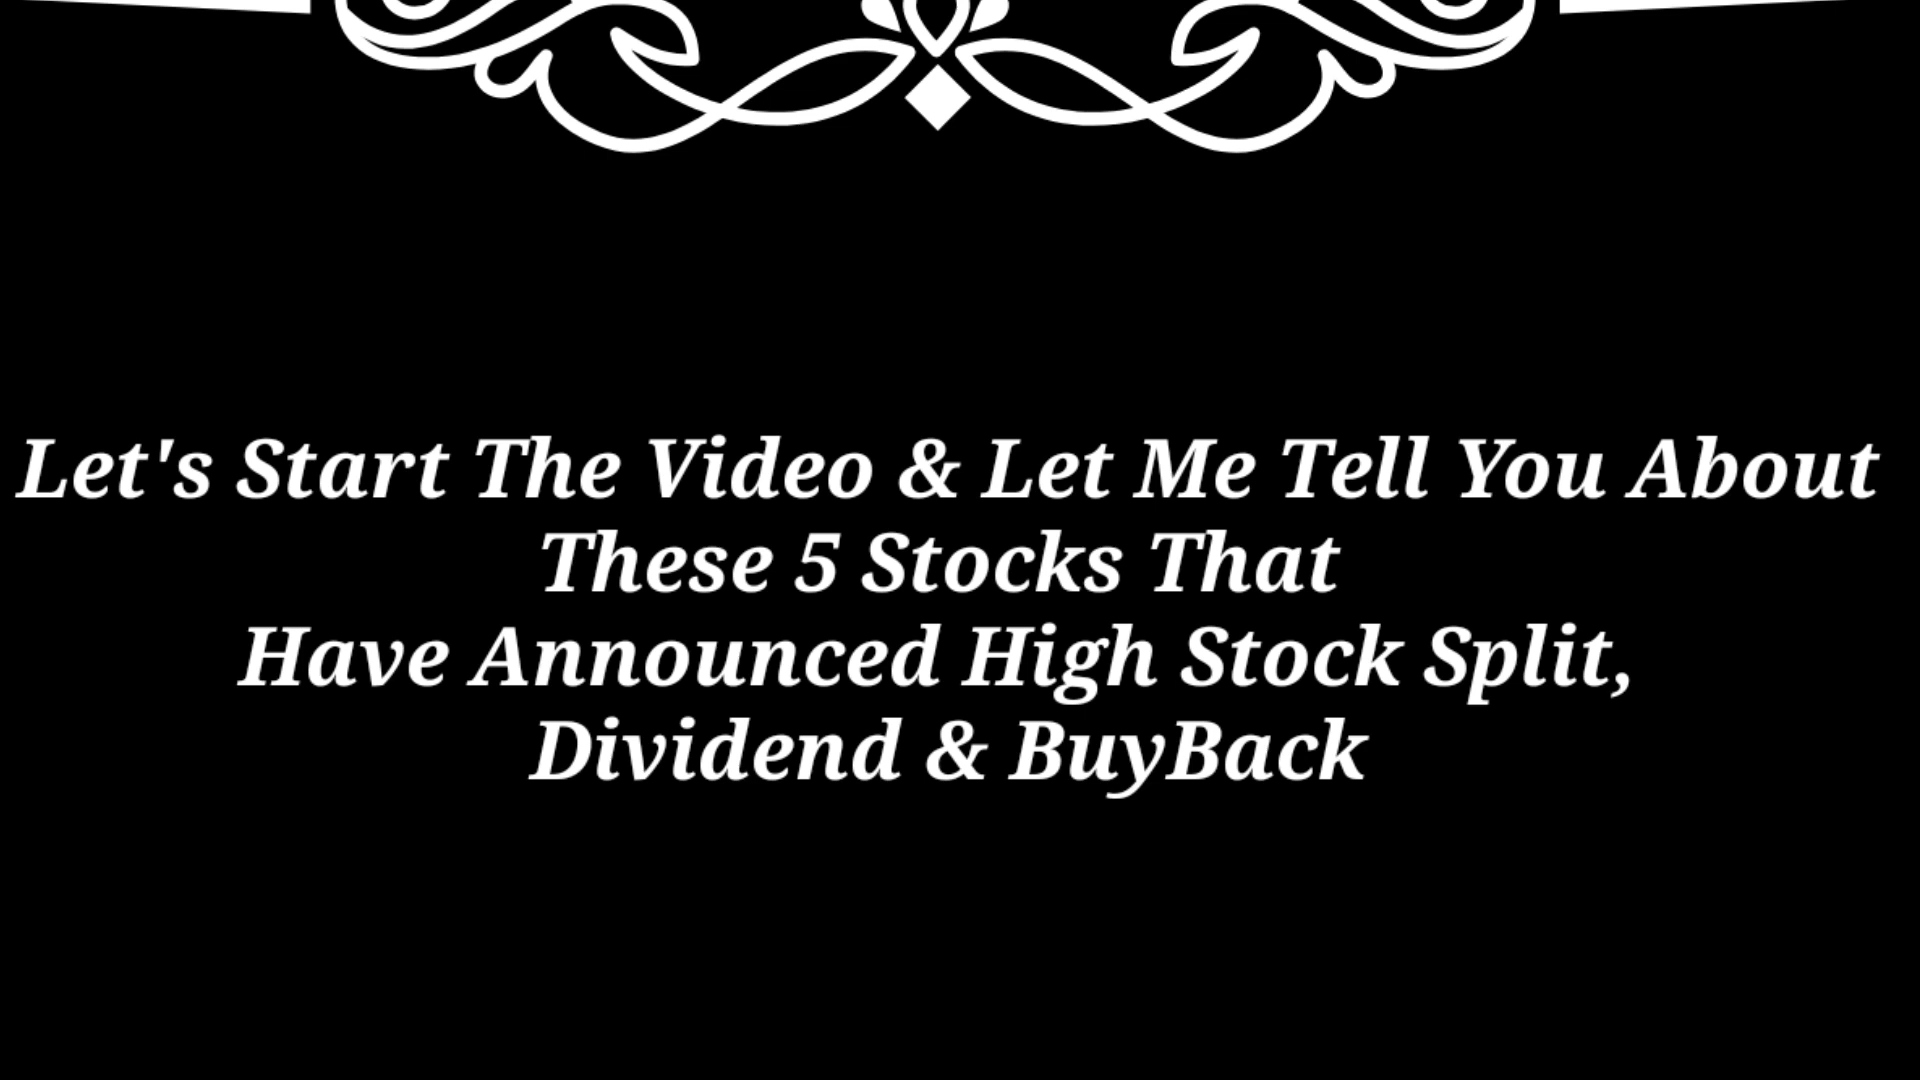 Let's Start The Video & Let Me Tell You About
These 5 Stocks That
Have Announced High Stock Split,
Dividend & BuyBack